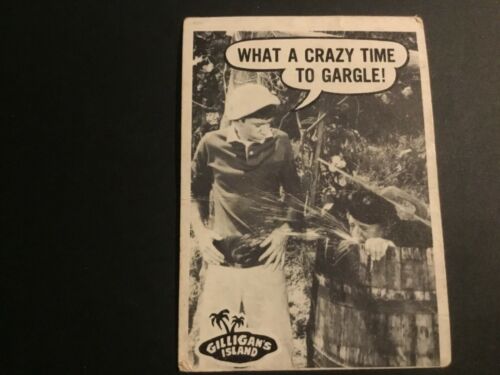 WHAT A CRAZY TIME
TO GARGLE!
GILLIGAN'S
ISLAND